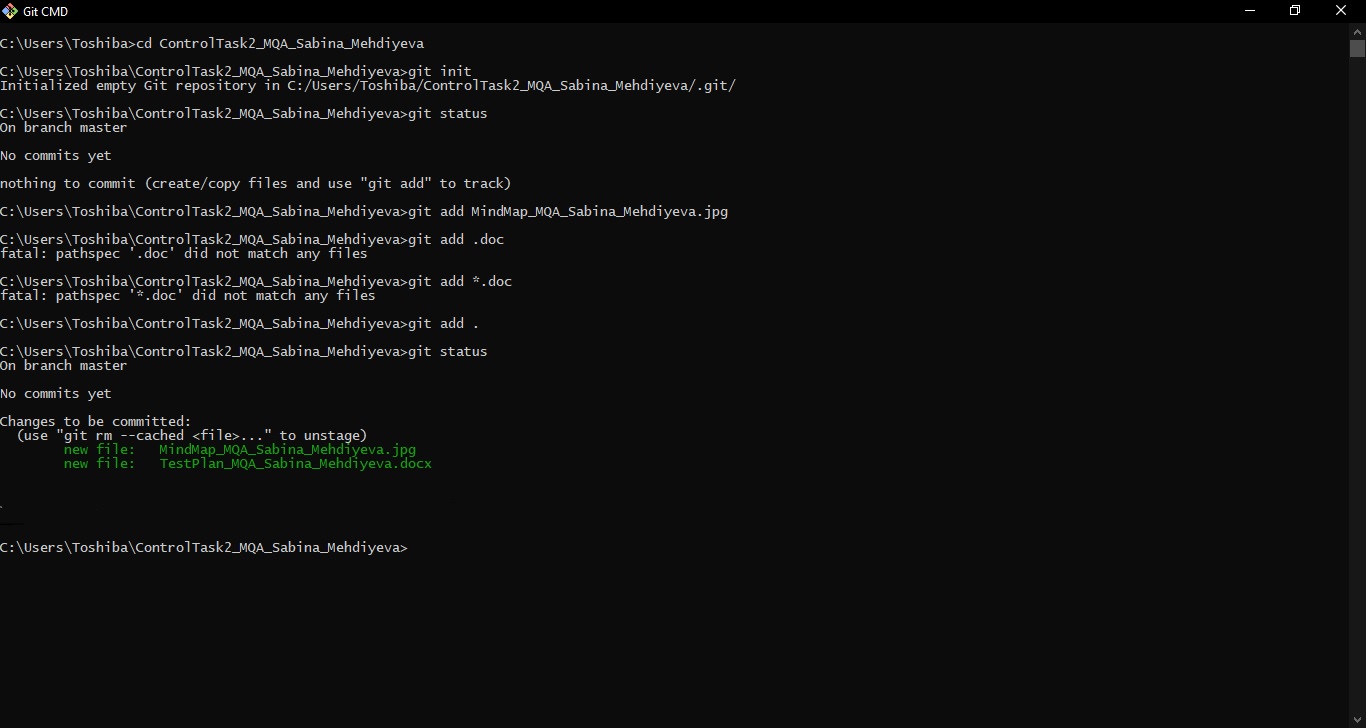 Git CMD
C:\Users\Toshiba>cd ControlTask2_MQA_Sabina_Mehdiyeva
C:\Users\Toshiba\ControlTask2_MQA_Sabina_Mehdiyeva>git init
Initialized empty Git repository in C:/Users/Toshiba/ControlTask2_MQA_Sabina_Mehdiyeva/.git/
C:\Users\Toshiba\ControlTask2_MQA_Sabina_Mehdiyeva>git status
On branch master
No commits yet
nothing to commit (create/copy files and use "git add" to track)
C:\Users\Toshiba\ControlTask2_MQA_Sabina_Mehdiyeva>git add MindMap_MQA_Sabina_Mehdiyeva.jpg
C:\Users\Toshiba\ControlTask2_MQA_Sabina_Mehdiyeva>git add .doc
fatal: pathspec '.doc' did not match any files
C:\Users\Toshiba\ControlTask2_MQA_Sabina_Mehdiyeva>git add *.doc
fatal: pathspec '*.doc' did not match any files
C:\Users\Toshiba\ControlTask2_MQA_Sabina_Mehdiyeva>git add .
C:\Users\Toshiba\ControlTask2_MQA_Sabina_Mehdiyeva>git status
On branch master
No commits yet
Changes to be committed:
  (use "git rm --cached <file>..." to unstage)
        new file:   MindMap_MQA_Sabina_Mehdiyeva.jpg
        new file:   TestPlan_MQA_Sabina_Mehdiyeva.docx
C:\Users\Toshiba\ControlTask2_MQA_Sabina_Mehdiyeva>